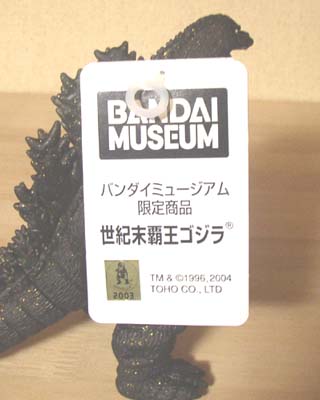 BANDAI
MUSEUM
バンダイミュージアム
限定商品
世紀末覇王ゴジラ®
TM & ©1996,2004
TOHO CO., LTD
2003